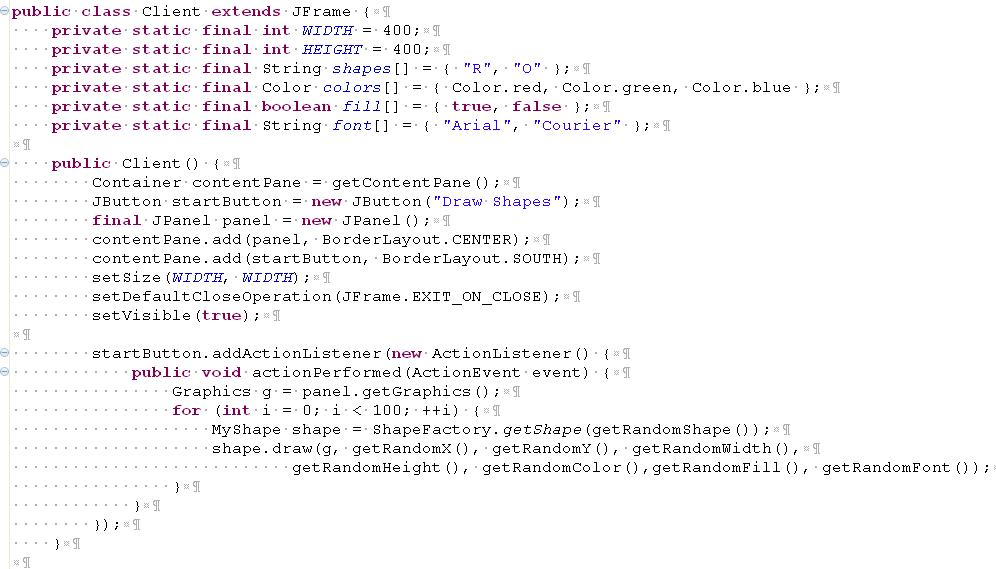 public class Client extends JFrame {
    private static final int WIDTH = 400;
    private static final int HEIGHT = 400;
    private static final String shapes[] = { "R", "O" };
    private static final Color colors[] = { Color.red, Color.green, Color.blue };
    private static final boolean fill[] = { true, false };
    private static final String font[] = { "Arial", "Courier" };

    public Client() {
        Container contentPane = getContentPane();
        JButton startButton = new JButton("Draw Shapes");
        final JPanel panel = new JPanel();
        contentPane.add(panel, BorderLayout.CENTER);
        contentPane.add(startButton, BorderLayout.SOUTH);
        setSize(WIDTH, WIDTH);
        setDefaultCloseOperation(JFrame.EXIT_ON_CLOSE);
        setVisible(true);

        startButton.addActionListener(new ActionListener() {
            public void actionPerformed(ActionEvent event) {
                Graphics g = panel.getGraphics();
                for (int i = 0; i < 100; ++i) {
                    MyShape shape = ShapeFactory.getShape(getRandomShape());
                    shape.draw(g, getRandomX(), getRandomY(), getRandomWidth(),
                            getRandomHeight(), getRandomColor(),getRandomFill(), getRandomFont());
                }
            }
        });
    }